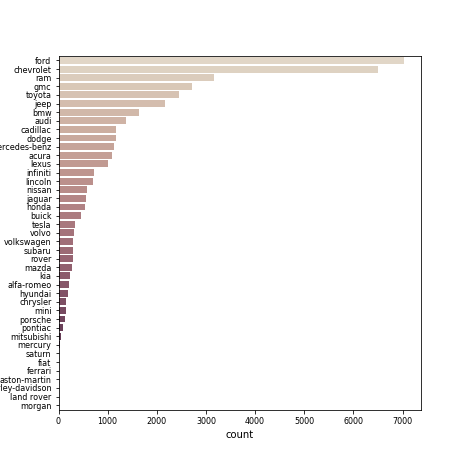 ford
chevrolet
ram
gmc
toyota
jeep
bmw
audi
cadillac
dodge
ercedes-benz
acura
lexus
infiniti
lincoln
nissan
jaguar
honda
buick
tesla
volvo
volkswagen
subaru
rover
mazda
kia
alfa-romeo
hyundai
chrysler
mini
porsche
pontiac
mitsubishi
mercury
saturn
fiat
ferrari
aston-martin
ley-davidson
land rover
morgan
0 1000 2000 3000 4000 5000 6000 7000
count